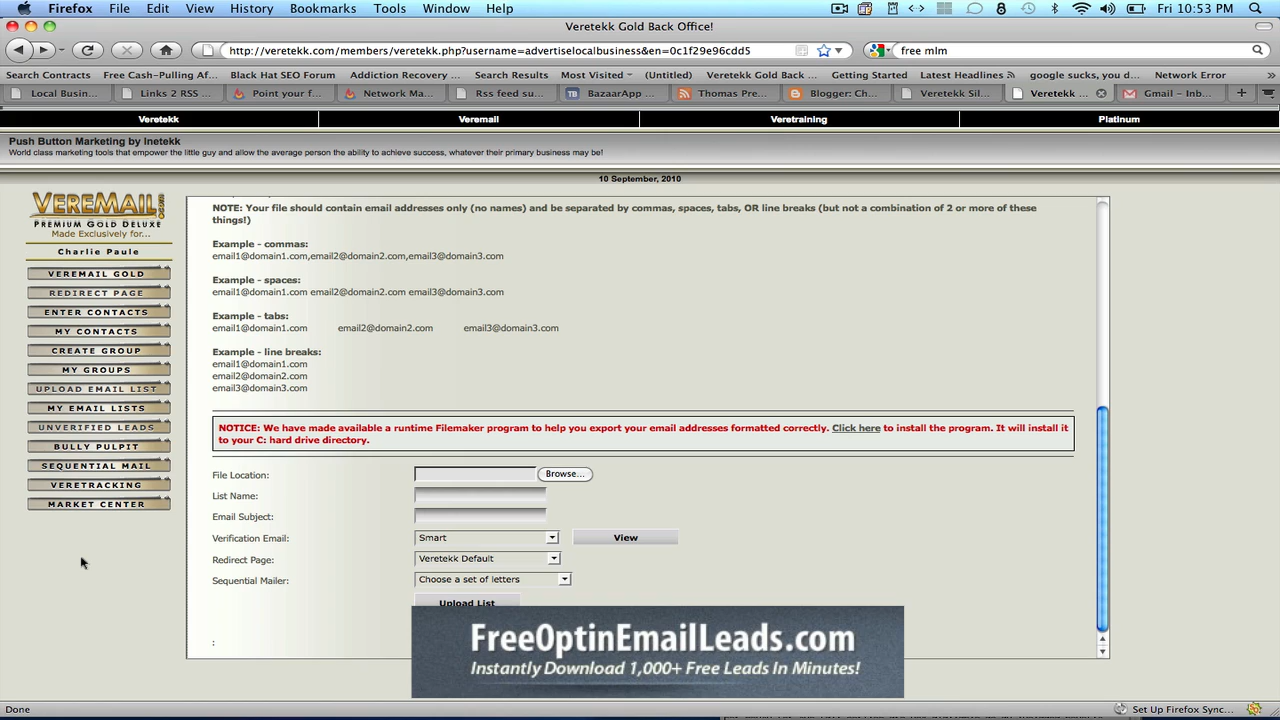 Firefox File Edit View History Bookmarks Tools Window Help Fri 10:53 PM
Veretekk Gold Back Office!
http://veretekk.com/members/veretekk.php?username=advertiselocalbusiness&en=0c1f29e96cdd5 free mlm
Search Contracts Free Cash-Pulling Af... Black Hat SEO Forum Addiction Recovery ... Search Results Most Visited (Untitled) Veretekk Gold Back ... Getting Started Latest Headlines google sucks, you d... Network Error »
Local Busin... Links 2 RSS ... Point your f... Network Ma... Rss feed su... BazaarApp ... Thomas Pre... Blogger: Ch... Veretekk Sil... Veretekk ... Gmail - Inb...
Veretekk Veremail Veretraining Platinum
Push Button Marketing by Inetekk
World class marketing tools that empower the little guy and allow the average person the ability to achieve success, whatever their primary business may be!
10 September, 2010
VEREMAIL
PREMIUM GOLD DELUXE
Made Exclusively for...
Charlie Paule
VEREMAIL GOLD
REDIRECT PAGE
ENTER CONTACTS
MY CONTACTS
CREATE GROUP
MY GROUPS
UPLOAD EMAIL LIST
MY EMAIL LISTS
UNVERIFIED LEADS
BULLY PULPIT
SEQUENTIAL MAIL
VERETRACKING
MARKET CENTER
NOTE: Your file should contain email addresses only (no names) and be separated by commas, spaces, tabs, OR line breaks (but not a combination of 2 or more of these
things!)
Example - commas:
email1@domain1.com,email2@domain2.com,email3@domain3.com
Example - spaces:
email1@domain1.com email2@domain2.com email3@domain3.com
Example - tabs:
email1@domain1.com email2@domain2.com email3@domain3.com
Example - line breaks:
email1@domain1.com
email2@domain2.com
email3@domain3.com
NOTICE: We have made available a runtime Filemaker program to help you export your email addresses formatted correctly. Click here to install the program. It will install it
to your C: hard drive directory.
File Location: Browse...
List Name:
Email Subject:
Verification Email: Smart View
Redirect Page: Veretekk Default
Sequential Mailer: Choose a set of letters
Upload List
:
FreeOptinEmailLeads.com
Instantly Download 1,000+ Free Leads In Minutes!
Done Set Up Firefox Sync...